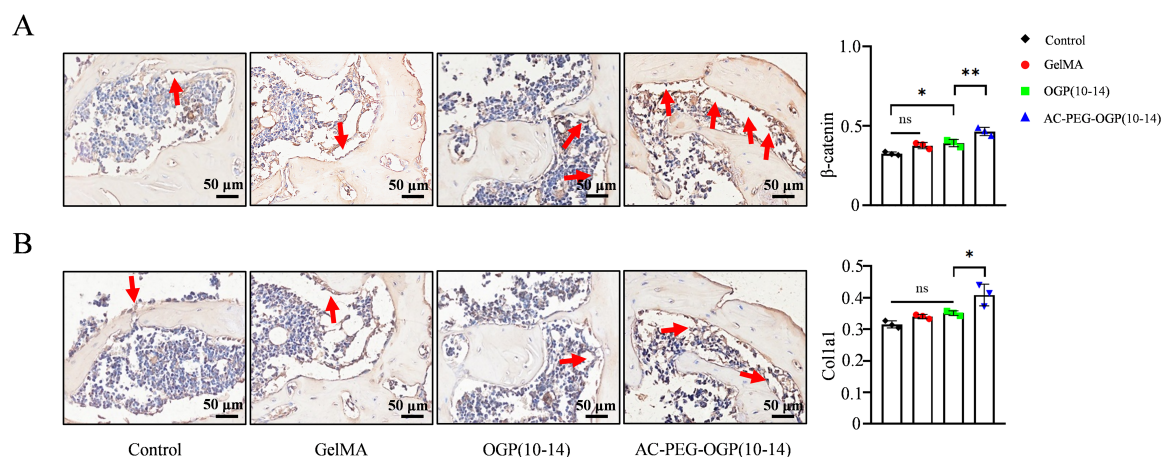 A
50 μm
50 μm
50 μm
50 μm
β-catenin
1.0
0.5
0
ns
*
**
Control
GelMA
OGP(10-14)
AC-PEG-OGP(10-14)
B
50 μm
50 μm
50 μm
50 μm
Col1a1
0.5
0.4
0.3
0.2
0.1
0
ns
*
Control
GelMA
OGP(10-14)
AC-PEG-OGP(10-14)